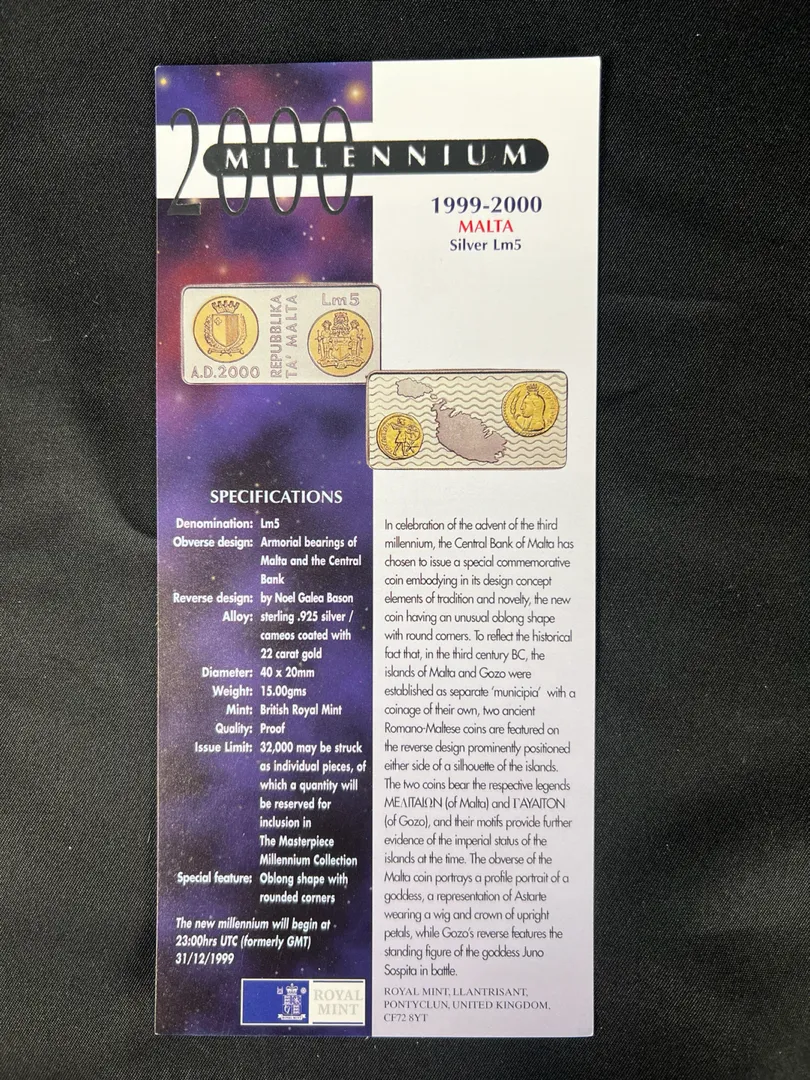 2000
MILLENNIUM
1999-2000
MALTA
Silver Lm5
A.D.2000
REPUBBLIKA
TA' MALTA
Lm5
SPECIFICATIONS
Denomination: Lm5
Obverse design: Armorial bearings of
Malta and the Central
Bank
Reverse design: by Noel Galea Bason
Alloy: sterling .925 silver /
cameos coated with
22 carat gold
Diameter: 40 x 20mm
Weight: 15.00gms
Mint: British Royal Mint
Quality: Proof
Issue Limit: 32,000 may be struck
as individual pieces, of
which a quantity will
be reserved for
inclusion in
The Masterpiece
Millennium Collection
Special feature: Oblong shape with
rounded corners
The new millennium will begin at
23:00hrs UTC (formerly GMT)
31/12/1999
ROYAL
MINT
In celebration of the advent of the third
millennium, the Central Bank of Malta has
chosen to issue a special commemorative
coin embodying in its design concept
elements of tradition and novelty, the new
coin having an unusual oblong shape
with round corners. To reflect the historical
fact that, in the third century BC, the
islands of Malta and Gozo were
established as separate 'municipia' with a
coinage of their own, two ancient
Romano-Maltese coins are featured on
the reverse design prominently positioned
either side of a silhouette of the islands.
The two coins bear the respective legends
ΜΕΛΙΤΑΙΩΝ (of Malta) and ΓΑΥΛΙΤΩΝ
(of Gozo), and their motifs provide further
evidence of the imperial status of the
islands at the time. The obverse of the
Malta coin portrays a profile portrait of a
goddess, a representation of Astarte
wearing a wig and crown of upright
petals, while Gozo's reverse features the
standing figure of the goddess Juno
Sospita in battle.
ROYAL MINT, LLANTRISANT,
PONTYCLUN, UNITED KINGDOM,
CF72 8YT